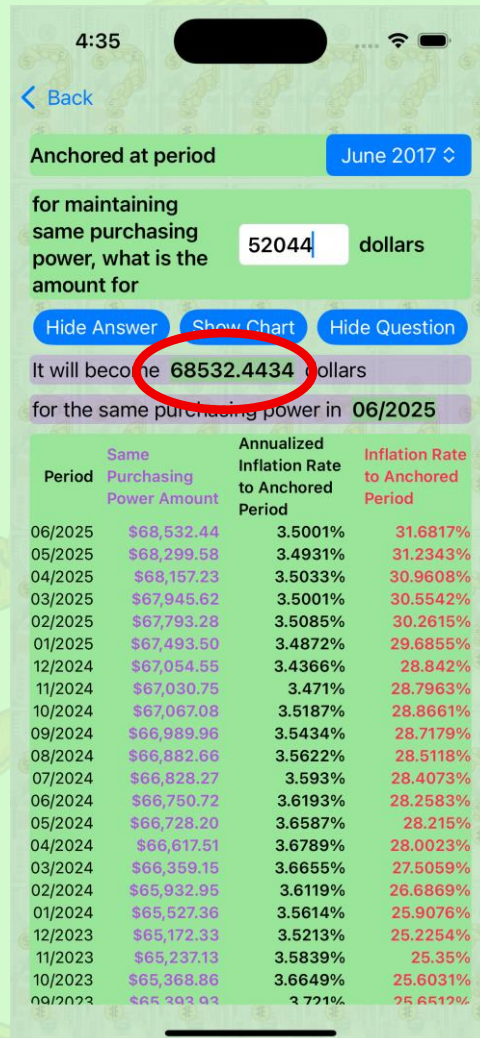 4:35
Back
Anchored at period
June 2017
for maintaining
same purchasing
power, what is the
amount for
52044
dollars
Hide Answer Show Chart Hide Question
It will become 68532.4434 dollars
for the same purchasing power in 06/2025
Period Same Purchasing Power Amount Annualized Inflation Rate to Anchored Period Inflation Rate to Anchored Period
06/2025 $68,532.44 3.5001% 31.6817%
05/2025 $68,299.58 3.4931% 31.2343%
04/2025 $68,157.23 3.5033% 30.9608%
03/2025 $67,945.62 3.5001% 30.5542%
02/2025 $67,793.28 3.5085% 30.2615%
01/2025 $67,493.50 3.4872% 29.6855%
12/2024 $67,054.55 3.4366% 28.842%
11/2024 $67,030.75 3.471% 28.7963%
10/2024 $67,067.08 3.5187% 28.8661%
09/2024 $66,989.96 3.5434% 28.7179%
08/2024 $66,882.66 3.5622% 28.5118%
07/2024 $66,828.27 3.593% 28.4073%
06/2024 $66,750.72 3.6193% 28.2583%
05/2024 $66,728.20 3.6587% 28.215%
04/2024 $66,617.51 3.6789% 28.0023%
03/2024 $66,359.15 3.6655% 27.5059%
02/2024 $65,932.95 3.6119% 26.6869%
01/2024 $65,527.36 3.5614% 25.9076%
12/2023 $65,172.33 3.5213% 25.2254%
11/2023 $65,237.13 3.5839% 25.35%
10/2023 $65,368.86 3.6649% 25.6031%
09/2023 $65,393.93 3.721% 25.6512%